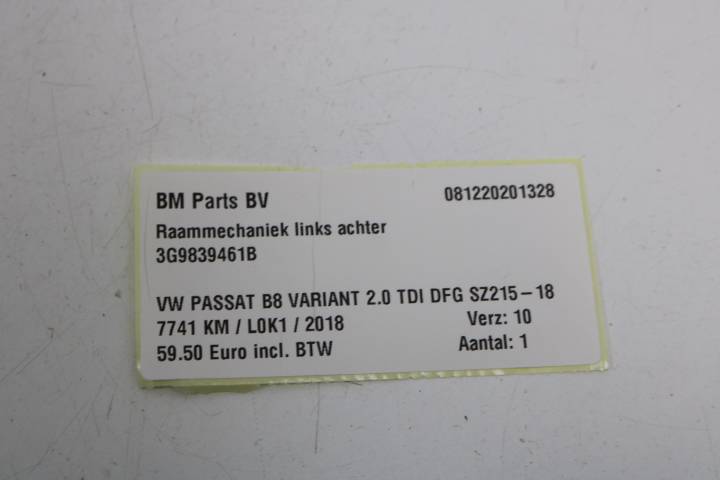 BM Parts BV 081220201328
Raammechaniek links achter
3G9839461B
VW PASSAT B8 VARIANT 2.0 TDI DFG SZ215-18
7741 KM / L0K1 / 2018 Verz: 10
59.50 Euro incl. BTW Aantal: 1